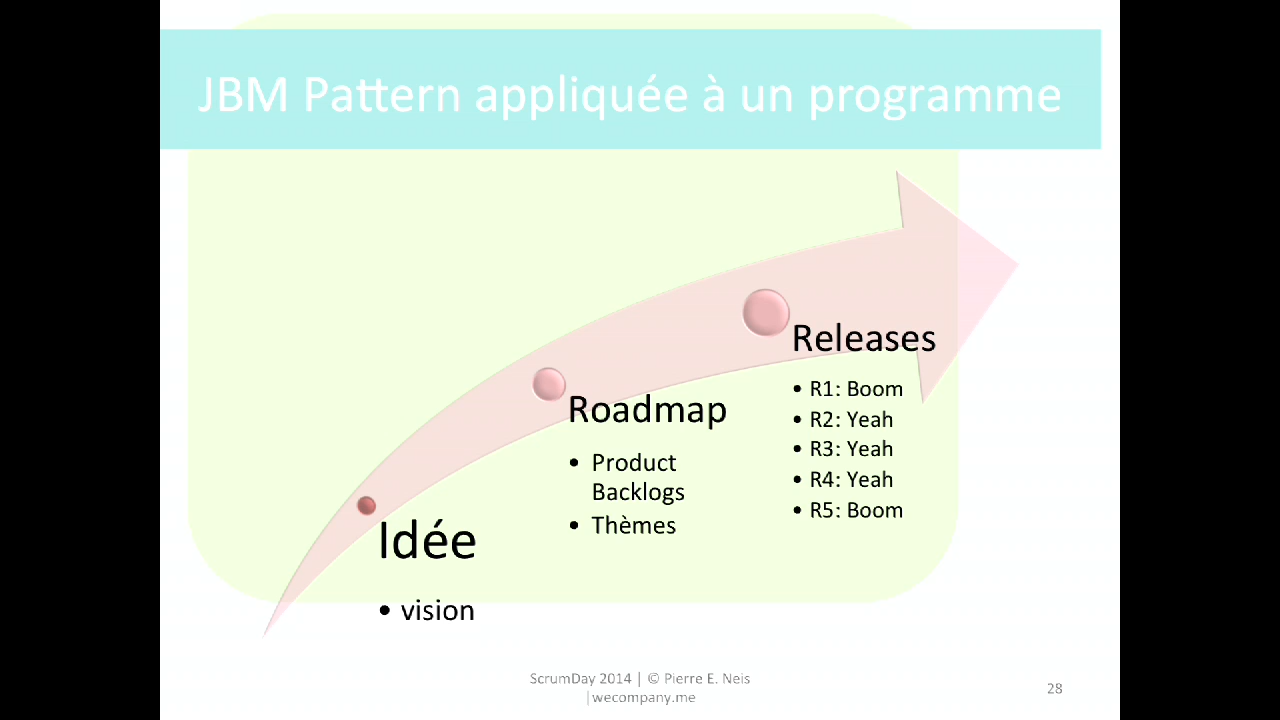 JBM Pattern appliquée à un programme
Releases
• R1: Boom
• R2: Yeah
• R3: Yeah
• R4: Yeah
• R5: Boom
Roadmap
• Product
Backlogs
• Thèmes
Idée
• vision
ScrumDay 2014 | © Pierre E. Neis
|wecompany.me
28